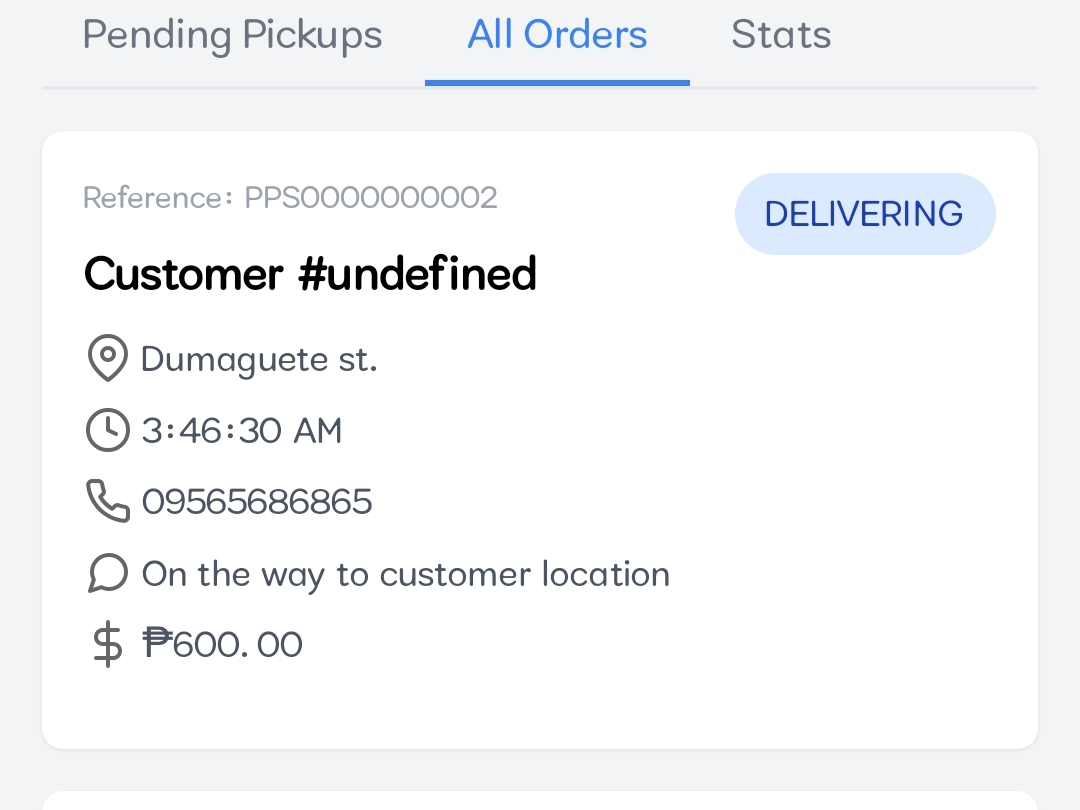 Pending Pickups All Orders Stats
Reference: PPS0000000002
DELIVERING
Customer #undefined
Dumaguete st.
3:46:30 AM
09565686865
On the way to customer location
₱600.00